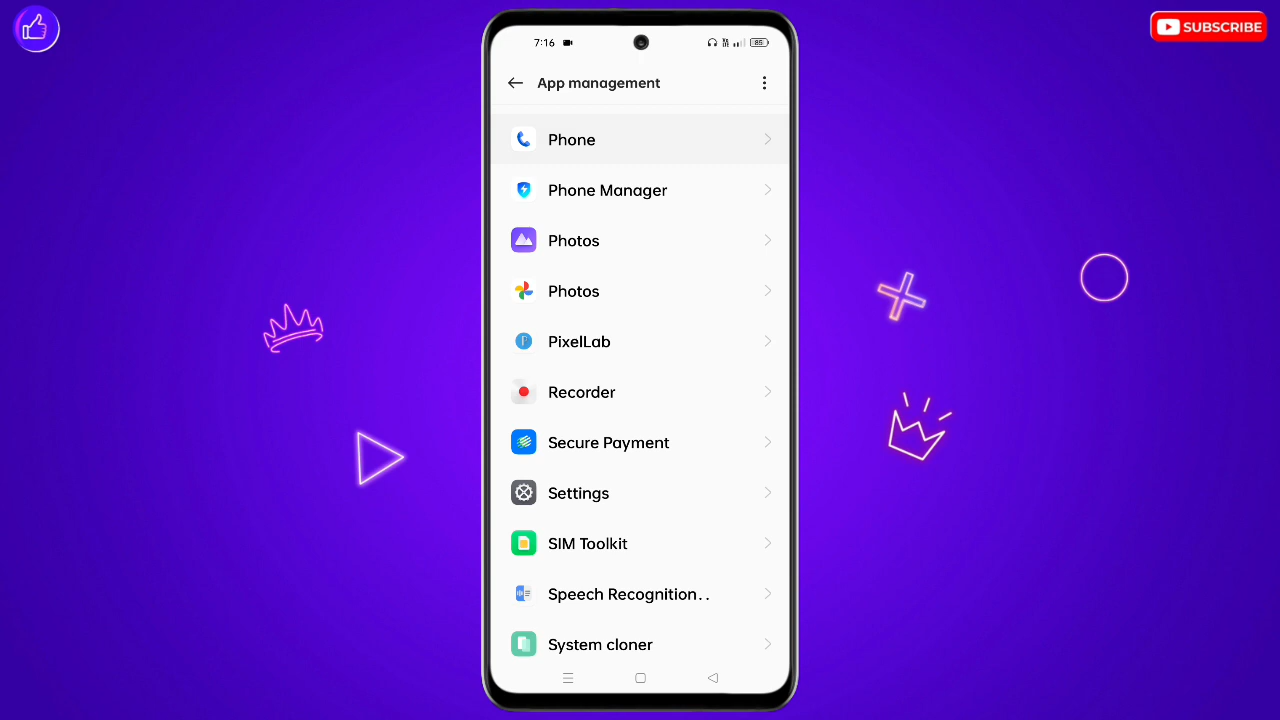 SUBSCRIBE
7:16
85
App management
Phone
Phone Manager
Photos
Photos
PixelLab
Recorder
Secure Payment
Settings
SIM Toolkit
Speech Recognition..
System cloner